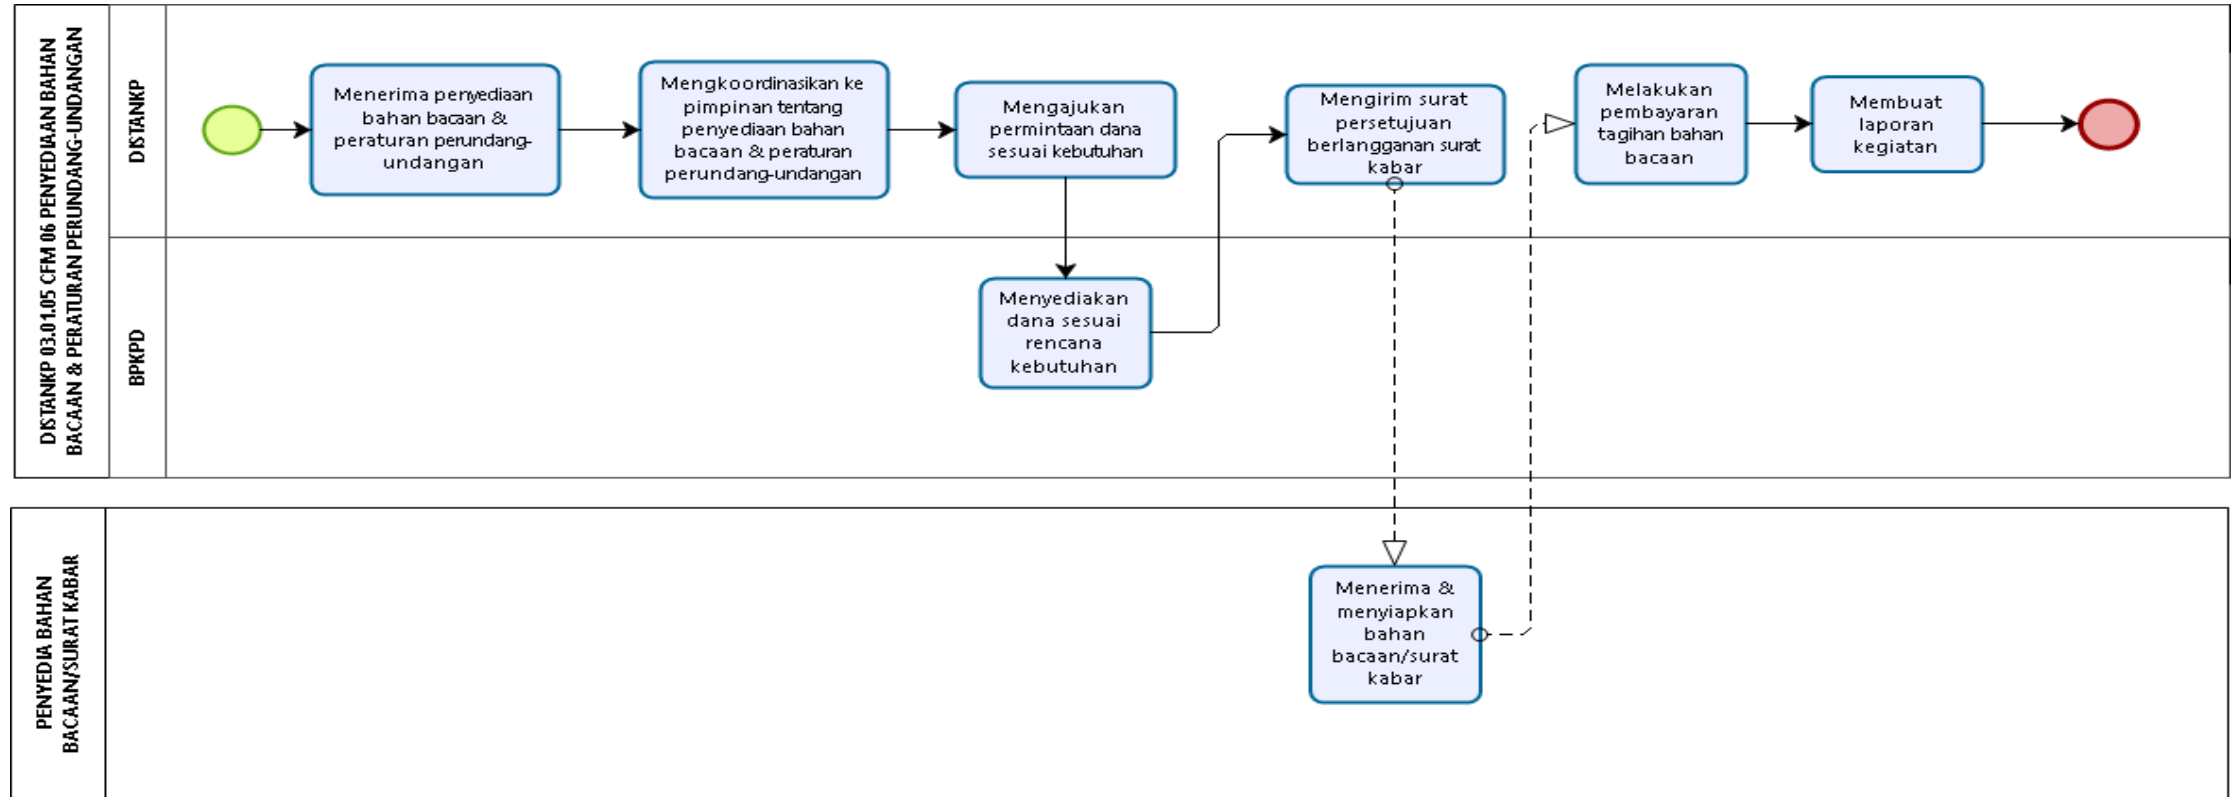 DISTANKP 03.01.05 CFM 06 PENYEDIAAN BAHAN
BACAAN & PERATURAN PERUNDANG-UNDANGAN
DISTANKP
Menerima penyediaan
bahan bacaan &
peraturan perundang-
undangan
Mengkoordinasikan ke
pimpinan tentang
penyediaan bahan
bacaan & peraturan
perundang-undangan
Mengajukan
permintaan dana
sesuai kebutuhan
Mengirim surat
persetujuan
berlangganan surat
kabar
Melakukan
pembayaran
tagihan bahan
bacaan
Membuat
laporan
kegiatan
BPKPD
Menyediakan
dana sesuai
rencana
kebutuhan
PENYEDIA BAHAN
BACAAN/SURAT KABAR
Menerima &
menyiapkan
bahan
bacaan/surat
kabar